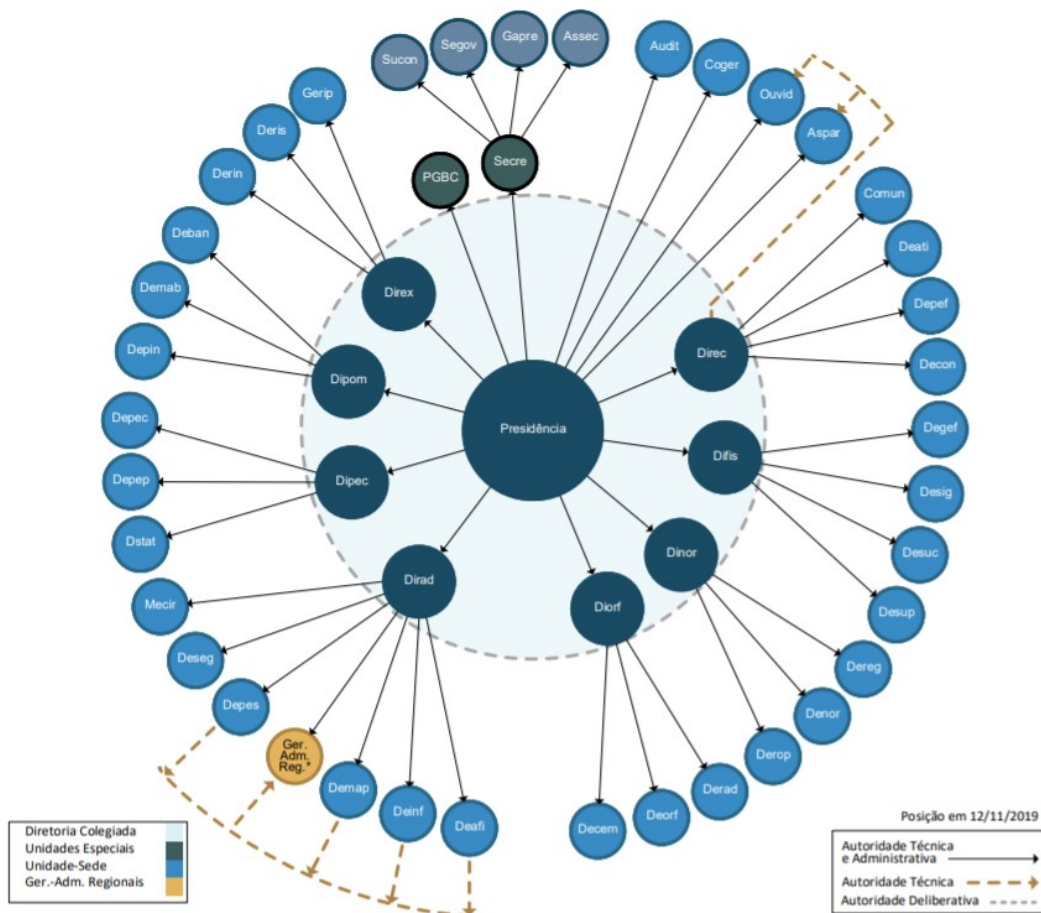 Sucon
Segov
Gapre
Assec
Audit
Coger
Ouvid
Aspar
Gerip
Deris
Derin
PGBC
Secre
Comun
Deati
Depef
Decon
Deban
Demab
Depin
Direx
Dipom
Direc
Presidência
Depec
Depep
Dstat
Dipec
Difis
Degef
Desig
Desuc
Desup
Dirad
Diorf
Dinor
Mecir
Deseg
Depes
Ger.
Adm.
Reg.*
Demap
Deinf
Deafi
Decem
Deorf
Derad
Derop
Denor
Dereg
Diretoria Colegiada
Unidades Especiais
Unidade-Sede
Ger.-Adm. Regionais
Posição em 12/11/2019
Autoridade Técnica
e Administrativa
Autoridade Técnica
Autoridade Deliberativa